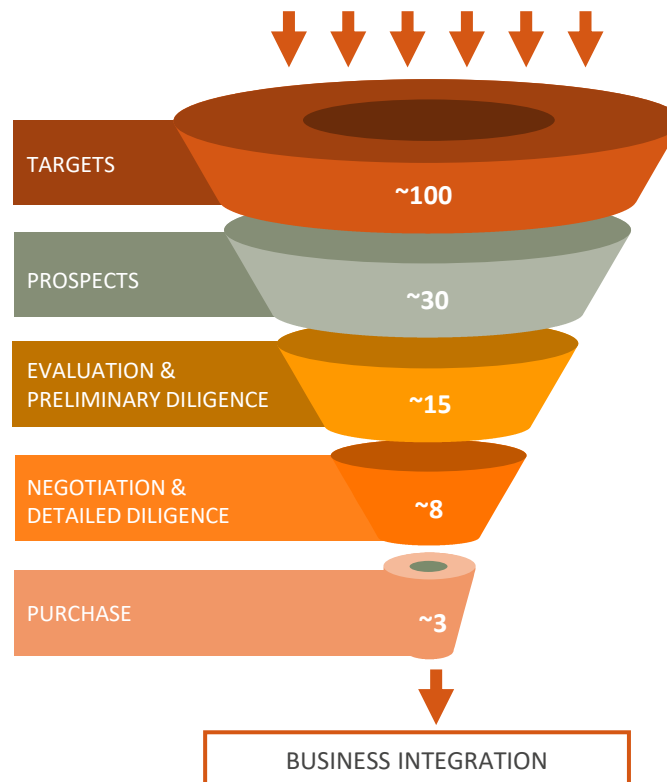 TARGETS
~100
PROSPECTS
~30
EVALUATION &
PRELIMINARY DILIGENCE
~15
NEGOTIATION &
DETAILED DILIGENCE
~8
PURCHASE
~3
BUSINESS INTEGRATION